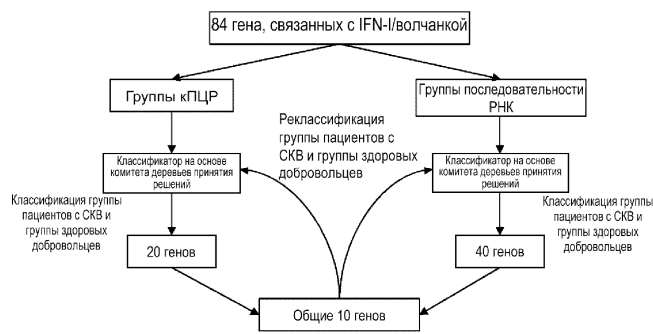 84 гена, связанных с IFN-I/волчанкой
Группы кПЦР
Группы последовательности
РНК
Реклассификация
группы пациентов с
СКВ и группы здоровых
добровольцев
Классификатор на основе
комитета деревьев принятия
решений
Классификатор на основе
комитета деревьев принятия
решений
Классификация группы
пациентов с СКВ и
группы здоровых
добровольцев
Классификация группы
пациентов с СКВ и
группы здоровых
добровольцев
20 генов
40 генов
Общие 10 генов